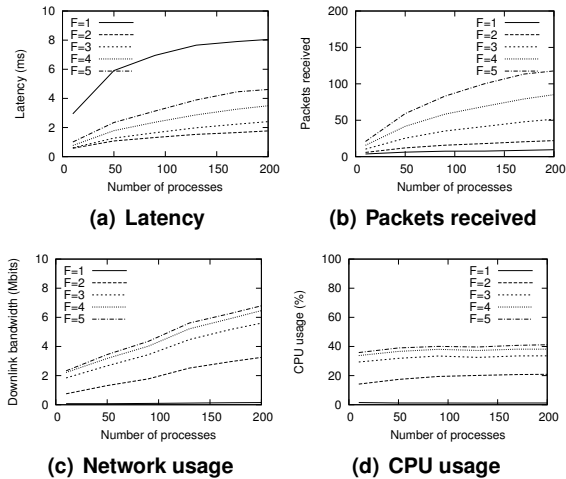 10
8
6
4
2
0
Latency (ms)
F=1
F=2
F=3
F=4
F=5
0 50 100 150 200
Number of processes
(a) Latency
200
150
100
50
0
Packets received
F=1
F=2
F=3
F=4
F=5
0 50 100 150 200
Number of processes
(b) Packets received
10
8
6
4
2
0
Downlink bandwidth (Mbits)
F=1
F=2
F=3
F=4
F=5
0 50 100 150 200
Number of processes
(c) Network usage
100
80
60
40
20
0
CPU usage (%)
F=1
F=2
F=3
F=4
F=5
0 50 100 150 200
Number of processes
(d) CPU usage